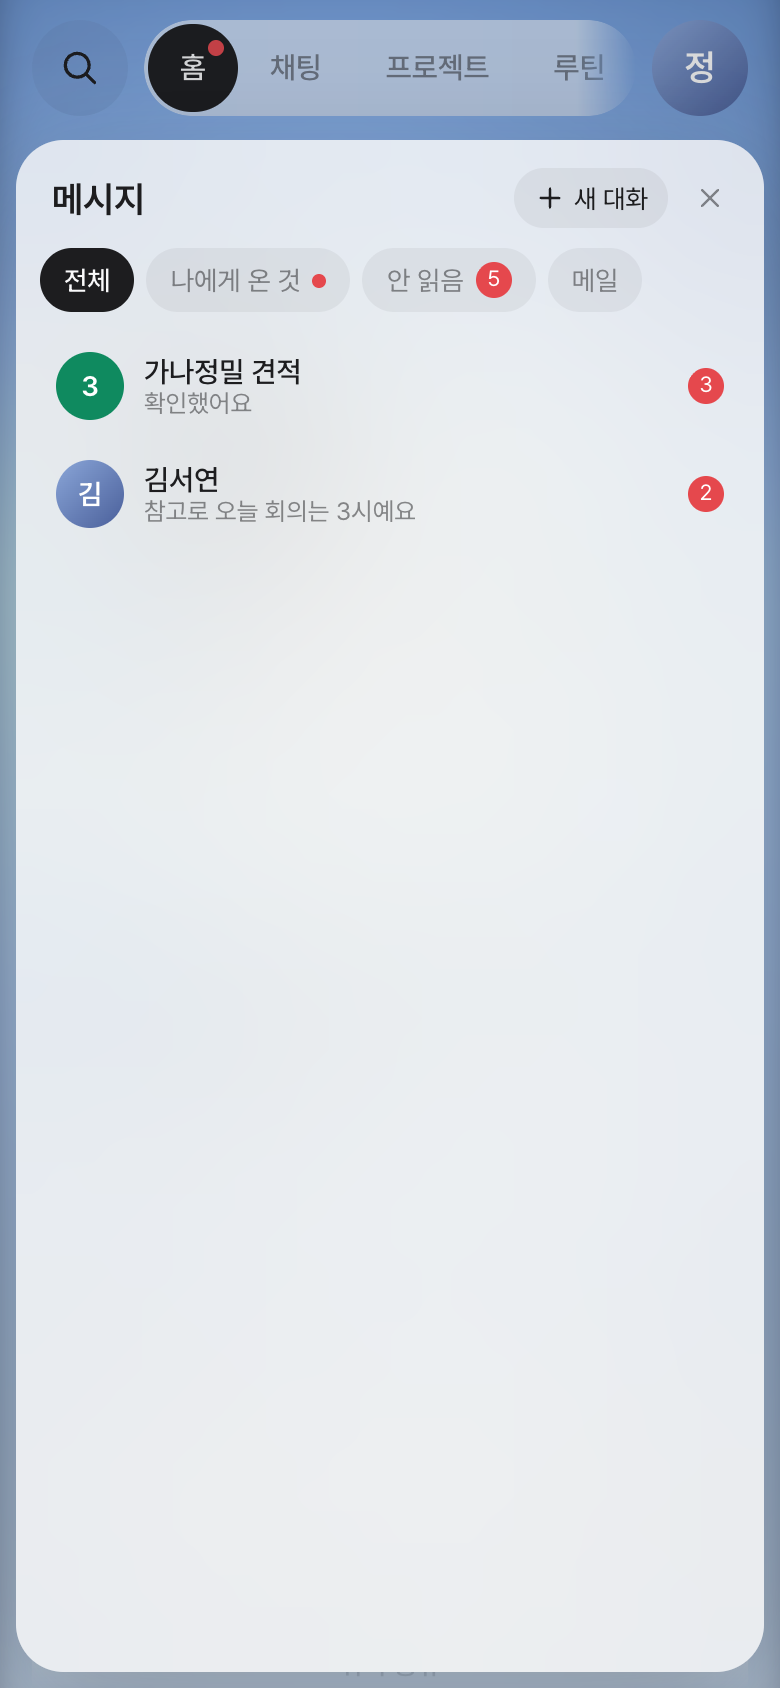 홈
채팅
프로젝트
루틴
정
메시지
새 대화
전체
나에게 온 것
안 읽음 5
메일
3
가나정밀 견적
확인했어요
3
김
김서연
참고로 오늘 회의는 3시예요
2